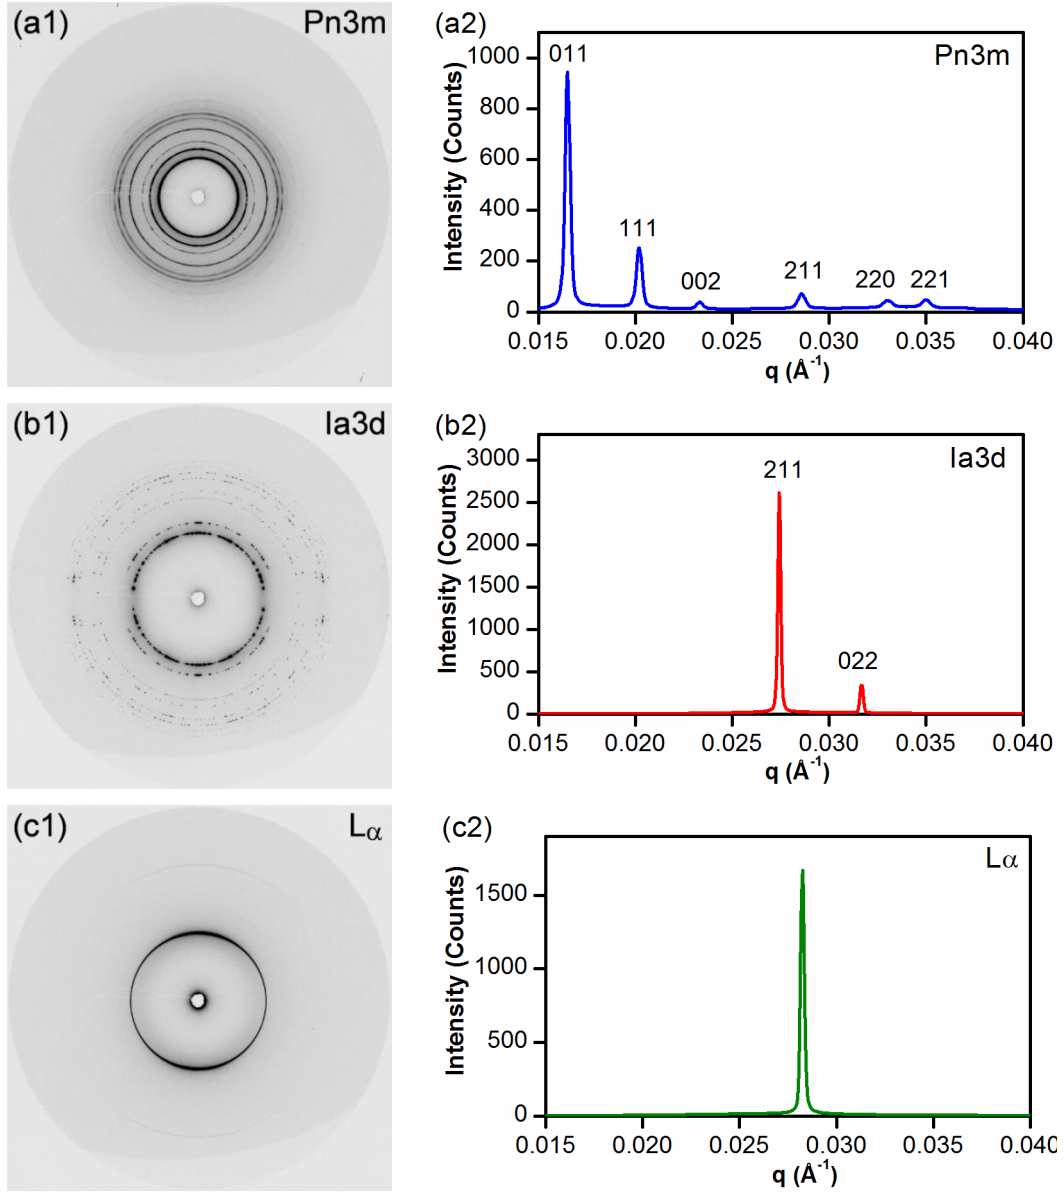 (a1) Pn3m
(a2)
Pn3m
Intensity (Counts)
1000
800
600
400
200
0
011
111
002
211
220
221
0.015 0.020 0.025 0.030 0.035 0.040
q (Å⁻¹)
(b1) Ia3d
(b2)
Ia3d
Intensity (Counts)
3000
2500
2000
1500
1000
500
0
211
022
0.015 0.020 0.025 0.030 0.035 0.040
q (Å⁻¹)
(c1) Lα
(c2)
Lα
Intensity (Counts)
1500
1000
500
0
0.015 0.020 0.025 0.030 0.035 0.040
q (Å⁻¹)